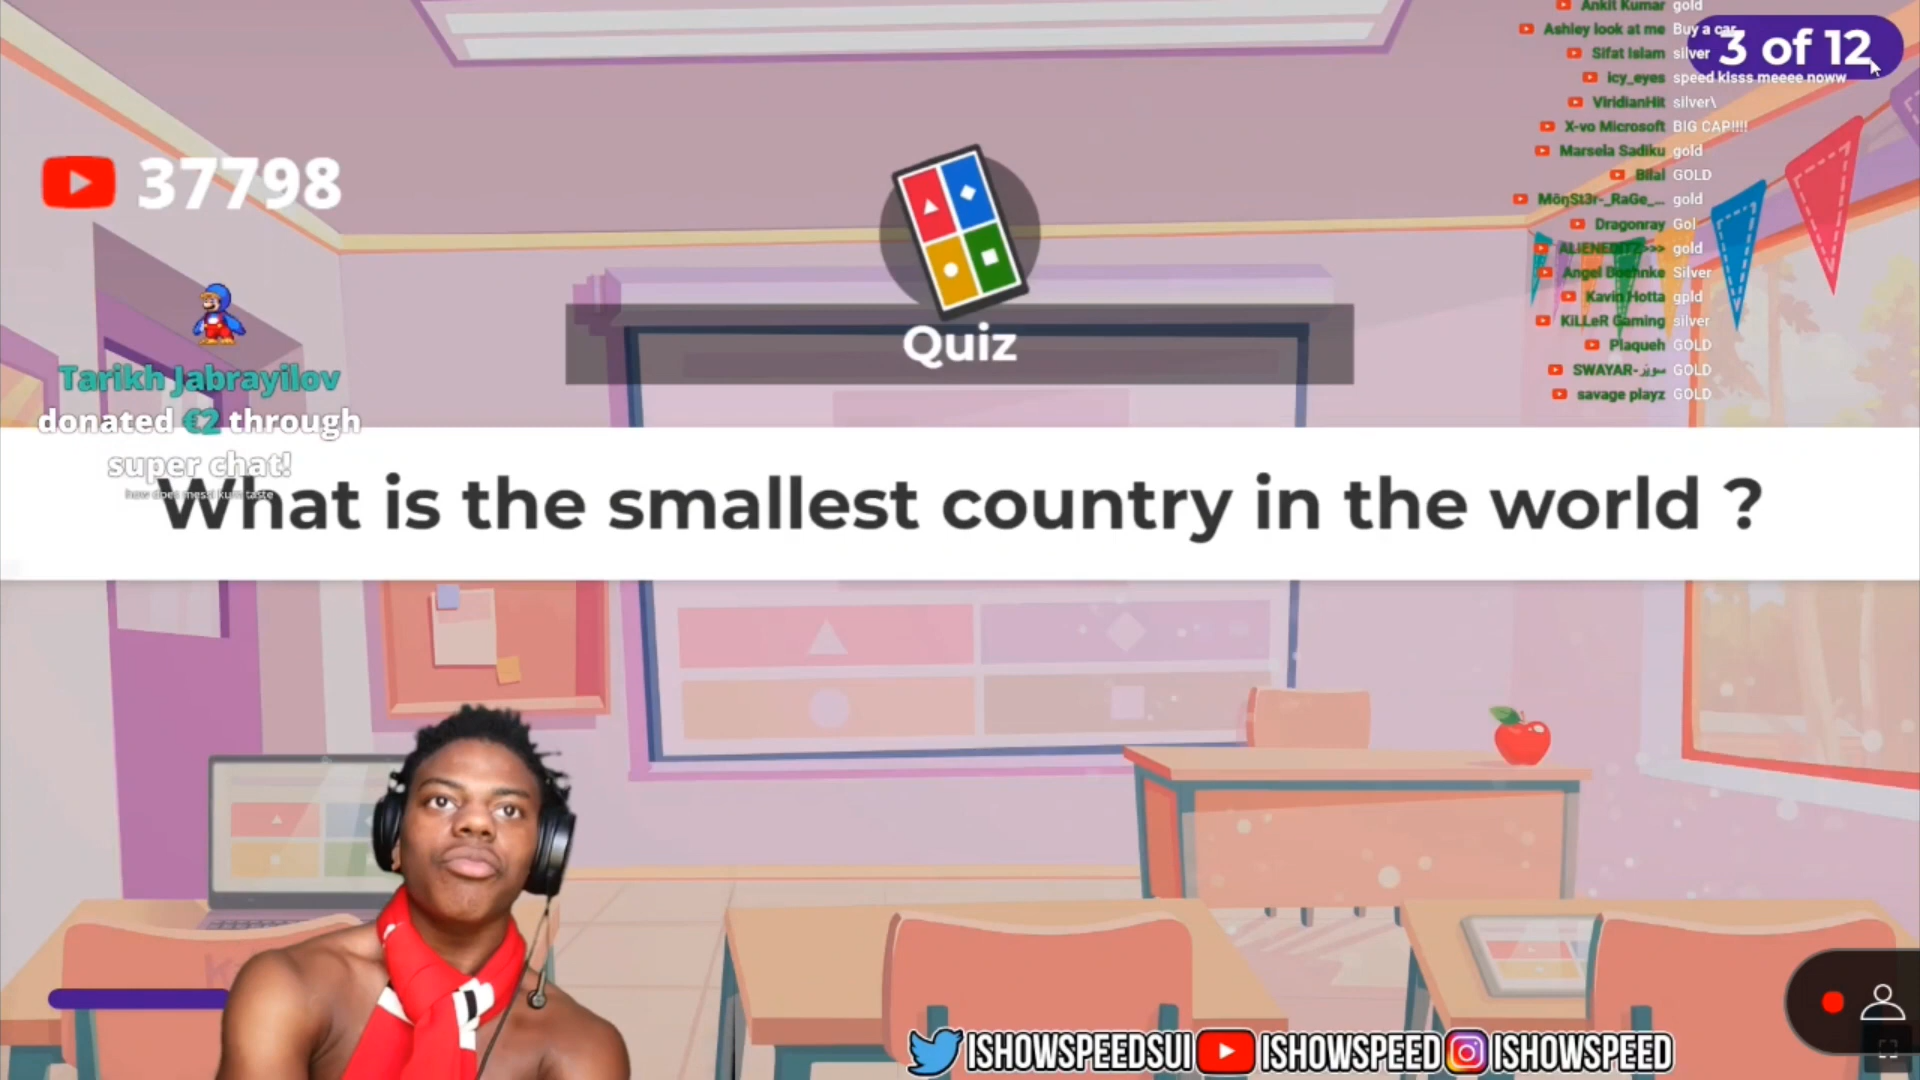 Ankit Kumar gold
Ashley look at me Buy a car
3 of 12
Sifat Islam silver
icy_eyes speed kisss meeee noww
ViridianHit silver\
X-vo Microsoft BIG CAP!!!!
Marsela Sadiku gold
Bilal GOLD
37798
MôŋSt3r-_RaGe_... gold
Dragonray Gol
gold
Silver
Kavin Hotta gpld
KiLLeR Gaming silver
Quiz
Plaqueh GOLD
SWAYAR-سویر GOLD
savage playz GOLD
Tarikh Jabrayilov
donated €2 through
super chat!
What is the smallest country in the world ?
ISHOWSPEEDSUI ISHOWSPEED ISHOWSPEED